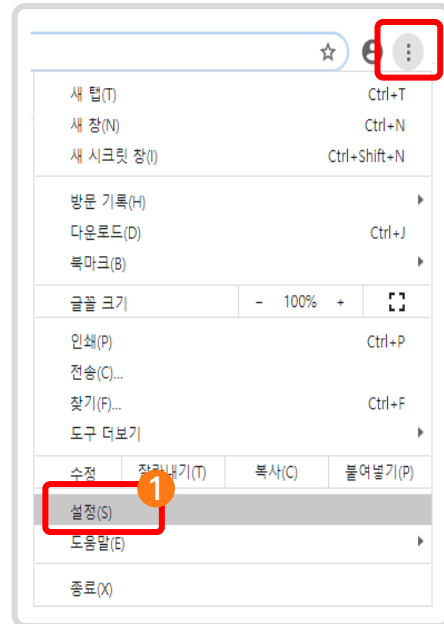 새 탭(T) Ctrl+T
새 창(N) Ctrl+N
새 시크릿 창(I) Ctrl+Shift+N
방문 기록(H)
다운로드(D) Ctrl+J
북마크(B)
글꼴 크기 - 100% +
인쇄(P) Ctrl+P
전송(C)...
찾기(F)... Ctrl+F
도구 더보기
수정 잘라내기(T) 복사(C) 붙여넣기(P)
1
설정(S)
도움말(E)
종료(X)